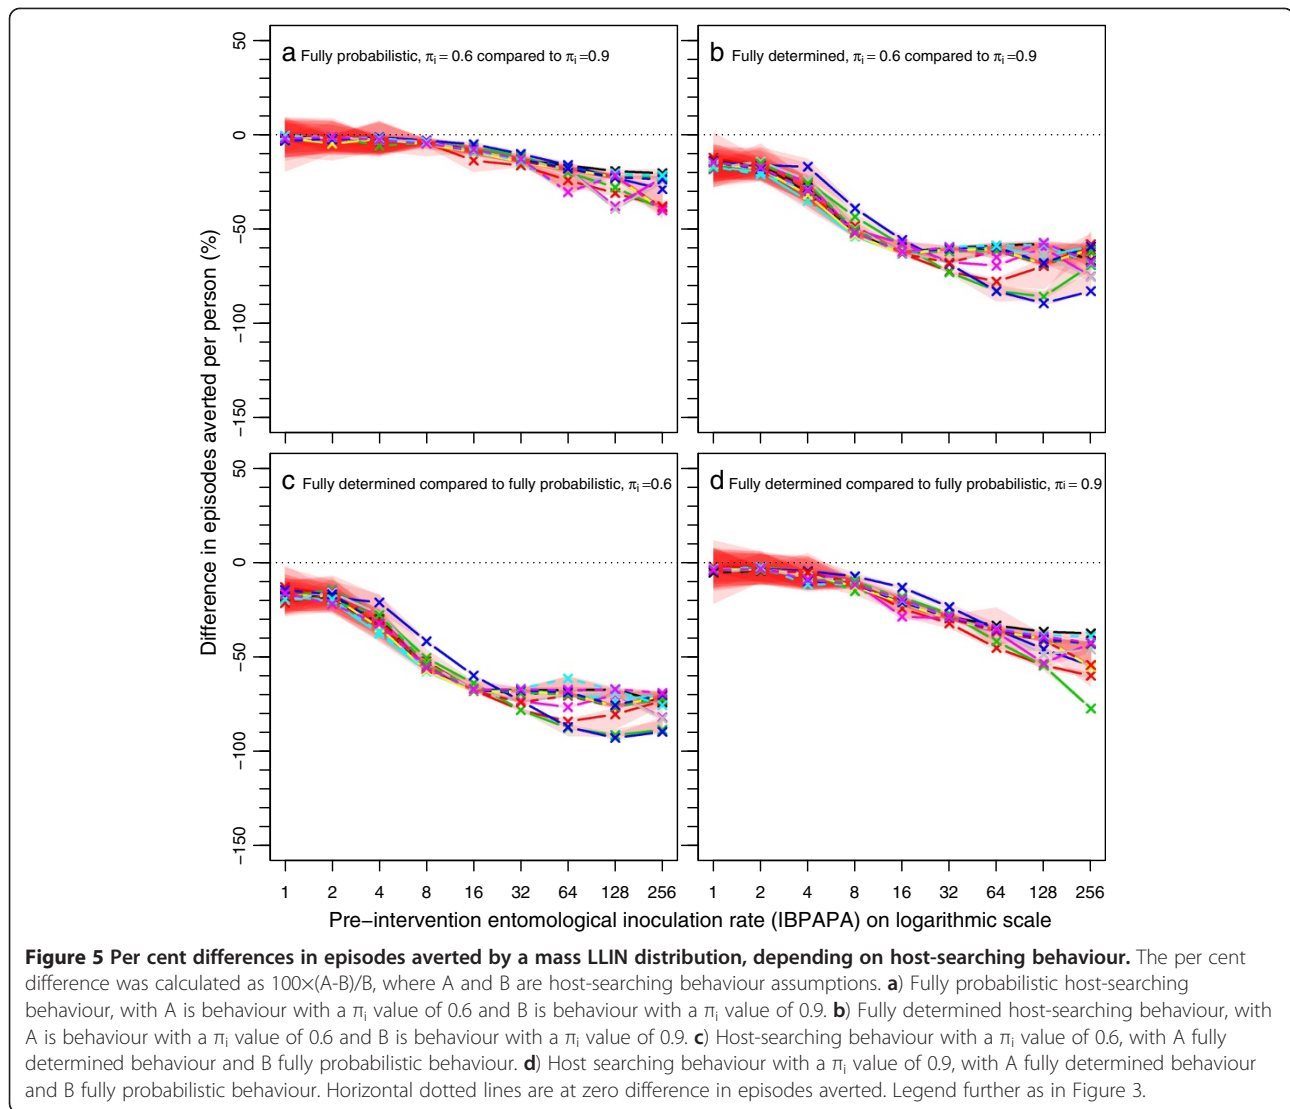 a Fully probabilistic, πi = 0.6 compared to πi =0.9
b Fully determined, πi = 0.6 compared to πi =0.9
50
0
−50
−100
−150
c Fully determined compared to fully probabilistic, πi =0.6
d Fully determined compared to fully probabilistic, πi = 0.9
50
0
−50
−100
−150
Difference in episodes averted per person (%)
1 2 4 8 16 32 64 128 256
1 2 4 8 16 32 64 128 256
Pre−intervention entomological inoculation rate (IBPAPA) on logarithmic scale
Figure 5 Per cent differences in episodes averted by a mass LLIN distribution, depending on host-searching behaviour. The per cent
difference was calculated as 100×(A-B)/B, where A and B are host-searching behaviour assumptions. a) Fully probabilistic host-searching
behaviour, with A is behaviour with a πi value of 0.6 and B is behaviour with a πi value of 0.9. b) Fully determined host-searching behaviour, with
A is behaviour with a πi value of 0.6 and B is behaviour with a πi value of 0.9. c) Host-searching behaviour with a πi value of 0.6, with A fully
determined behaviour and B fully probabilistic behaviour. d) Host searching behaviour with a πi value of 0.9, with A fully determined behaviour
and B fully probabilistic behaviour. Horizontal dotted lines are at zero difference in episodes averted. Legend further as in Figure 3.